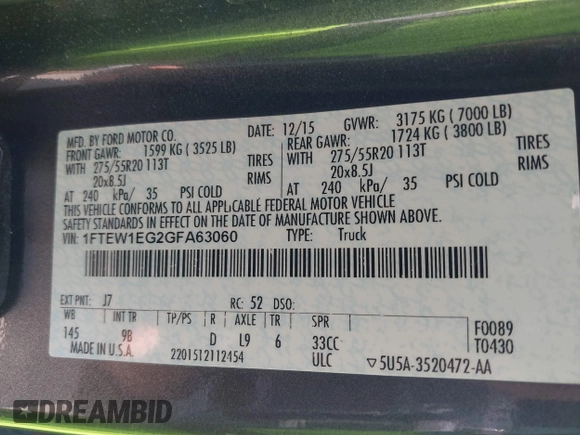 MFD. BY FORD MOTOR CO.
DATE: 12/15 GVWR: 3175 KG ( 7000 LB)
FRONT GAWR: 1599 KG ( 3525 LB) REAR GAWR: 1724 KG ( 3800 LB)
WITH 275/55R20 113T TIRES WITH 275/55R20 113T TIRES
20x8.5J RIMS 20x8.5J RIMS
AT 240 kPa/ 35 PSI COLD AT 240 kPa/ 35 PSI COLD
THIS VEHICLE CONFORMS TO ALL APPLICABLE FEDERAL MOTOR VEHICLE
SAFETY STANDARDS IN EFFECT ON THE DATE OF MANUFACTURE SHOWN ABOVE.
VIN: 1FTEW1EG2GFA63060 TYPE: Truck
EXT PNT: J7 RC: 52 DSO:
WB INT TR TP/PS R AXLE TR SPR F0089
145 9B D L9 6 33CC T0430
MADE IN U.S.A. 2201512112454 ULC ▽5U5A-3520472-AA
DREAMBID